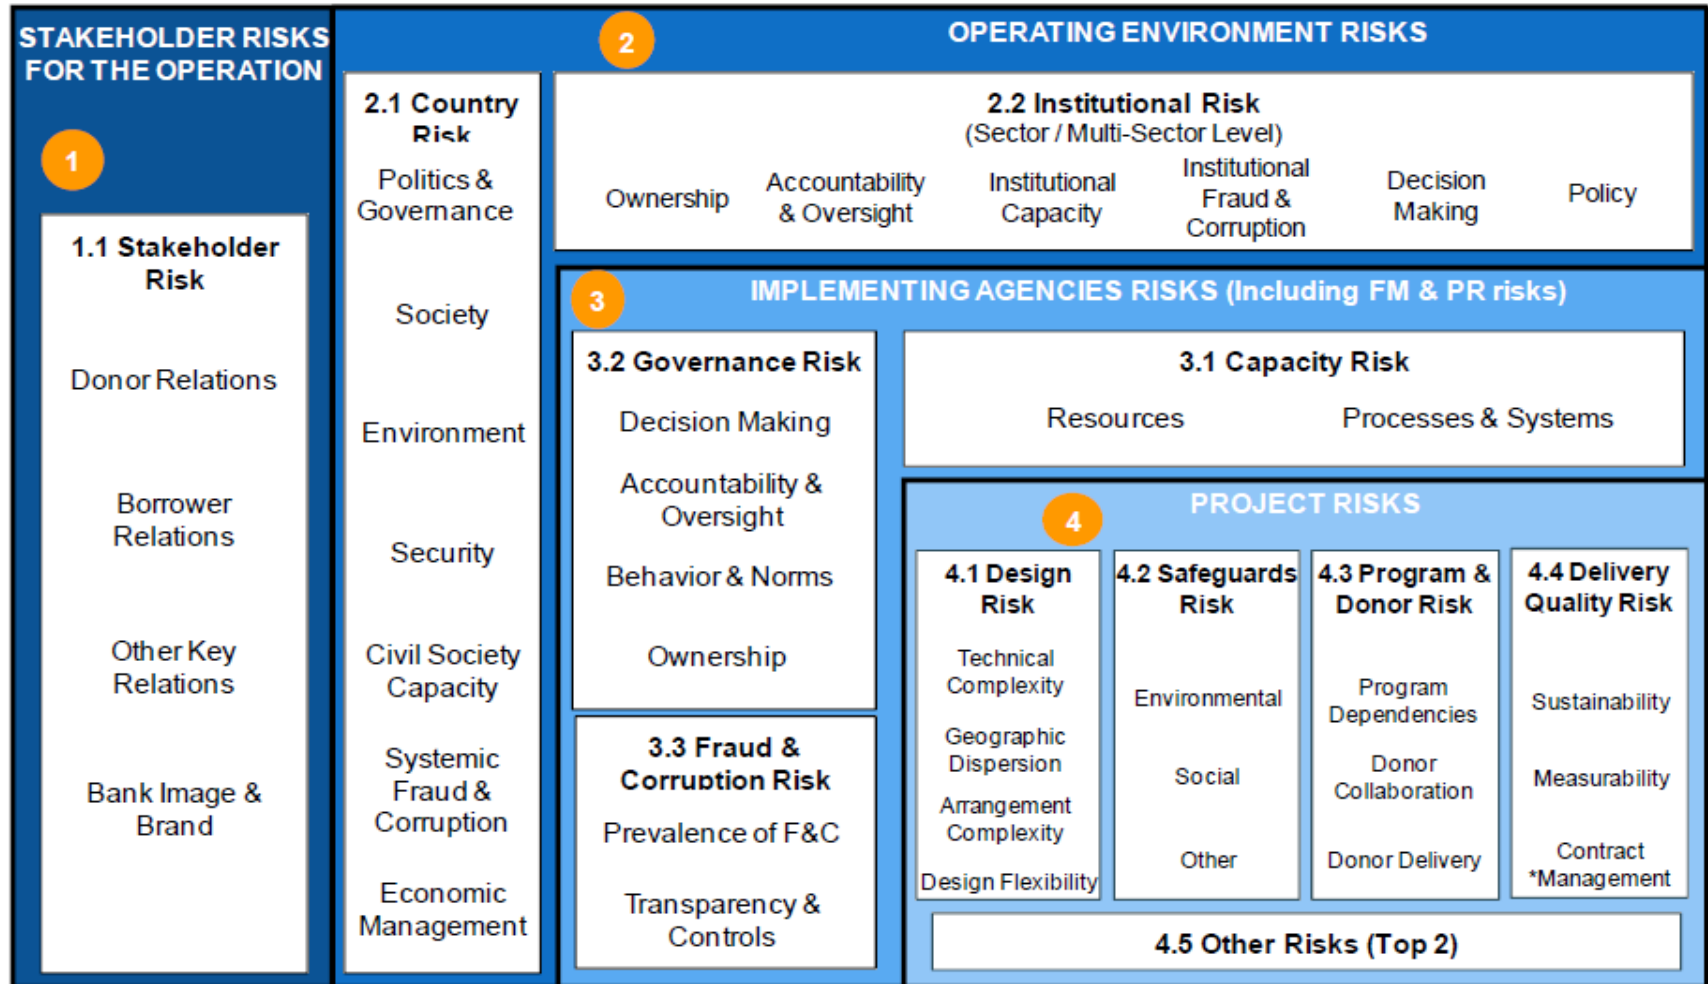 STAKEHOLDER RISKS
FOR THE OPERATION
1
1.1 Stakeholder
Risk
Donor Relations
Borrower
Relations
Other Key
Relations
Bank Image &
Brand
2
OPERATING ENVIRONMENT RISKS
2.1 Country
Risk
Politics &
Governance
Society
Environment
Security
Civil Society
Capacity
Systemic
Fraud &
Corruption
Economic
Management
2.2 Institutional Risk
(Sector / Multi-Sector Level)
Ownership
Accountability
& Oversight
Institutional
Capacity
Institutional
Fraud &
Corruption
Decision
Making
Policy
3
IMPLEMENTING AGENCIES RISKS (Including FM & PR risks)
3.2 Governance Risk
Decision Making
Accountability &
Oversight
Behavior & Norms
Ownership
3.3 Fraud &
Corruption Risk
Prevalence of F&C
Transparency &
Controls
3.1 Capacity Risk
Resources
Processes & Systems
4
PROJECT RISKS
4.1 Design
Risk
Technical
Complexity
Geographic
Dispersion
Arrangement
Complexity
Design Flexibility
4.2 Safeguards
Risk
Environmental
Social
Other
4.3 Program &
Donor Risk
Program
Dependencies
Donor
Collaboration
Donor Delivery
4.4 Delivery
Quality Risk
Sustainability
Measurability
Contract
*Management
4.5 Other Risks (Top 2)